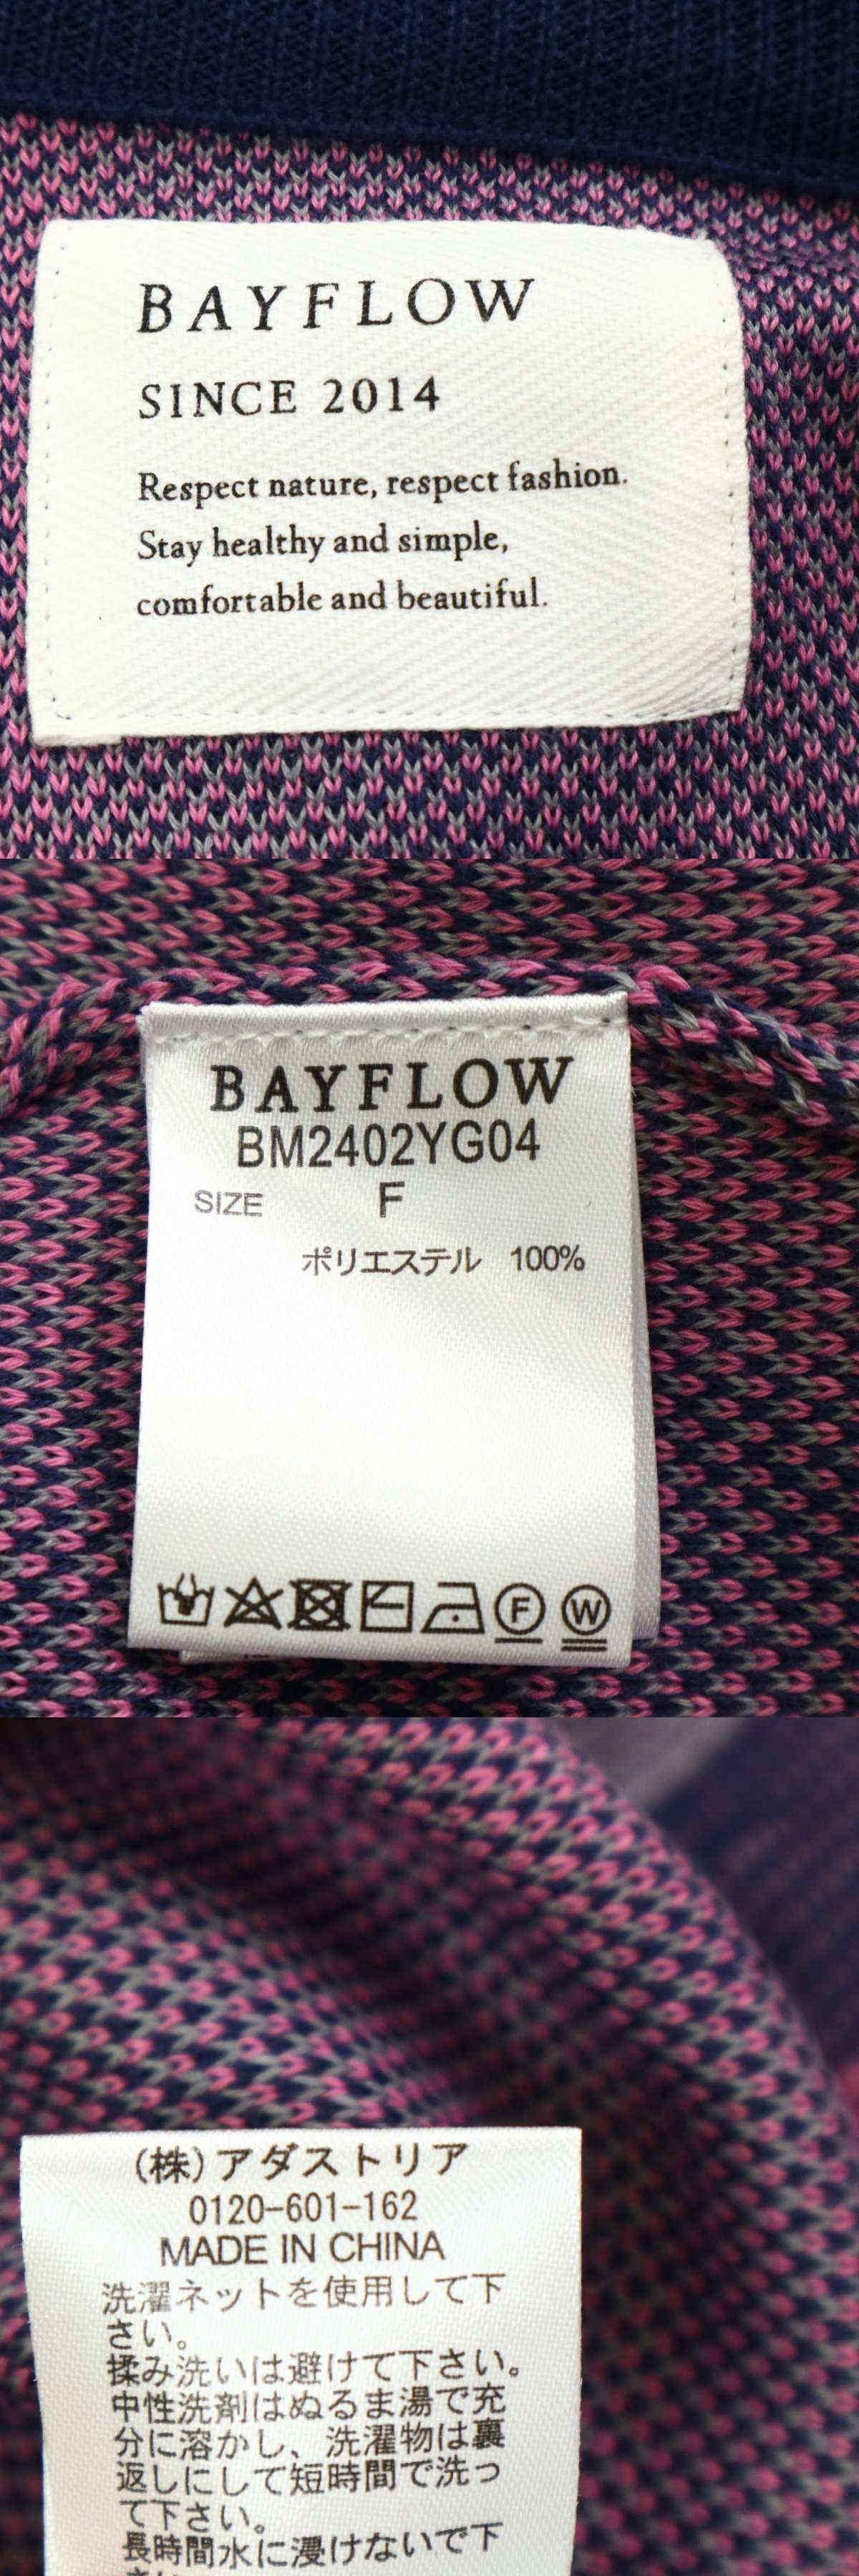 BAYFLOW
SINCE 2014
Respect nature, respect fashion.
Stay healthy and simple,
comfortable and beautiful.
BAYFLOW
BM2402YG04
SIZE F
ポリエステル 100%
F W
(株)アダストリア
0120-601-162
MADE IN CHINA
洗濯ネットを使用して下
さい。
揉み洗いは避けて下さい。
中性洗剤はぬるま湯で充
分に溶かし、洗濯物は裏
返しにして短時間で洗っ
て下さい。
長時間水に浸けないで下